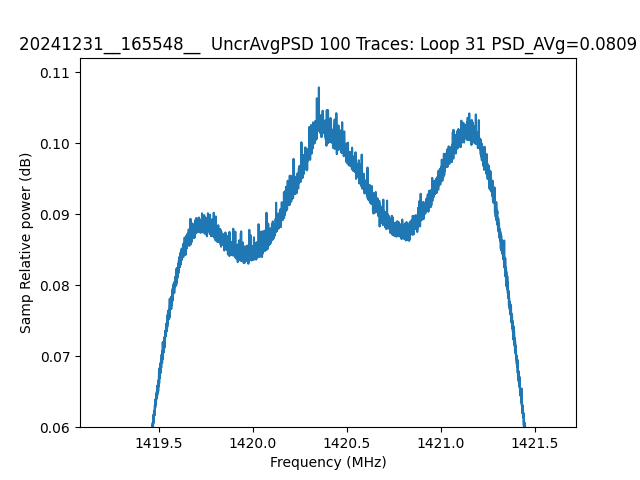 20241231__165548__ UncrAvgPSD 100 Traces: Loop 31 PSD_AVg=0.0809
0.11
0.10
0.09
0.08
0.07
0.06
Samp Relative power (dB)
1419.5 1420.0 1420.5 1421.0 1421.5
Frequency (MHz)